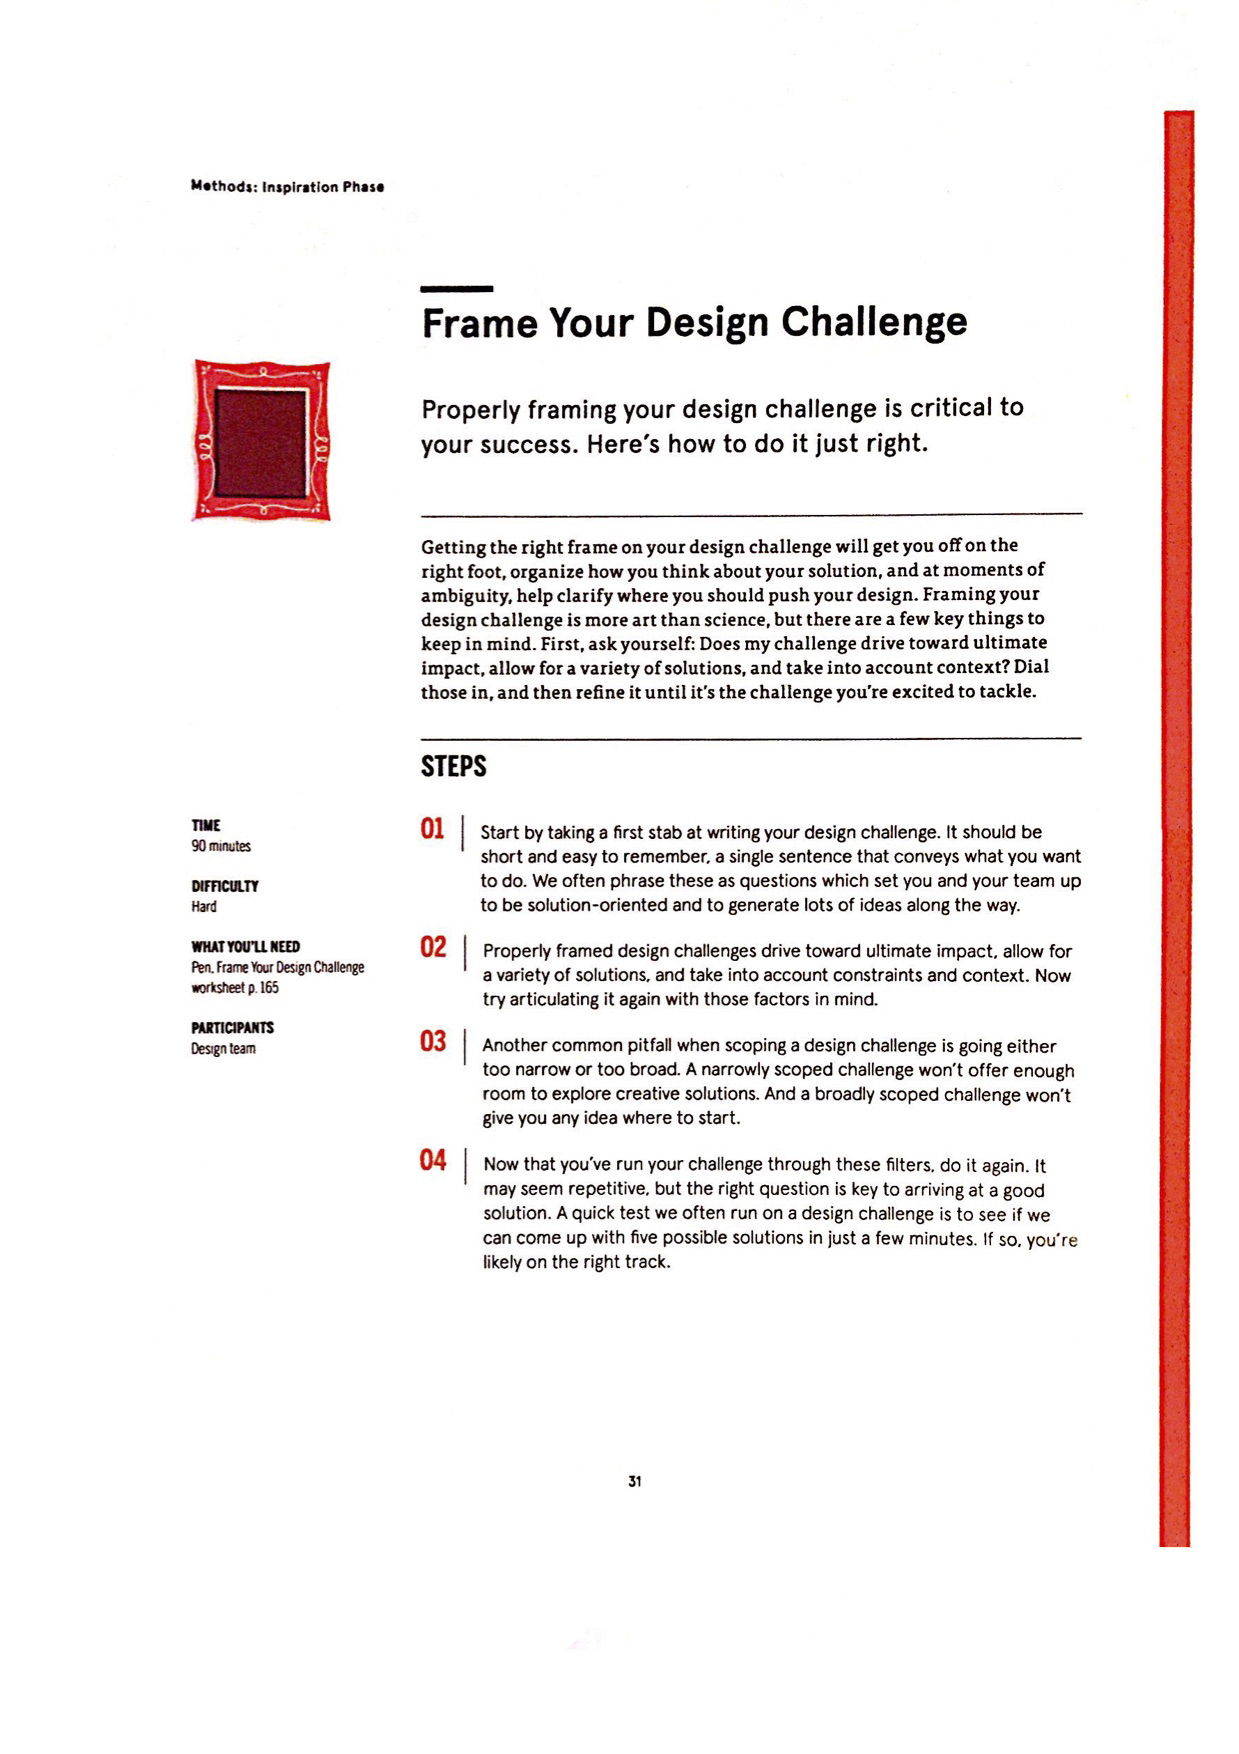 Methods: Inspiration Phase
Frame Your Design Challenge
Properly framing your design challenge is critical to
your success. Here's how to do it just right.
Getting the right frame on your design challenge will get you off on the
right foot, organize how you think about your solution, and at moments of
ambiguity, help clarify where you should push your design. Framing your
design challenge is more art than science, but there are a few key things to
keep in mind. First, ask yourself: Does my challenge drive toward ultimate
impact, allow for a variety of solutions, and take into account context? Dial
those in, and then refine it until it's the challenge you're excited to tackle.
STEPS
TIME
90 minutes
DIFFICULTY
Hard
WHAT YOU'LL NEED
Pen, Frame Your Design Challenge
worksheet p. 165
PARTICIPANTS
Design team
01
Start by taking a first stab at writing your design challenge. It should be
short and easy to remember, a single sentence that conveys what you want
to do. We often phrase these as questions which set you and your team up
to be solution-oriented and to generate lots of ideas along the way.
02
Properly framed design challenges drive toward ultimate impact, allow for
a variety of solutions, and take into account constraints and context. Now
try articulating it again with those factors in mind.
03
Another common pitfall when scoping a design challenge is going either
too narrow or too broad. A narrowly scoped challenge won't offer enough
room to explore creative solutions. And a broadly scoped challenge won't
give you any idea where to start.
04
Now that you've run your challenge through these filters, do it again. It
may seem repetitive, but the right question is key to arriving at a good
solution. A quick test we often run on a design challenge is to see if we
can come up with five possible solutions in just a few minutes. If so, you're
likely on the right track.
31